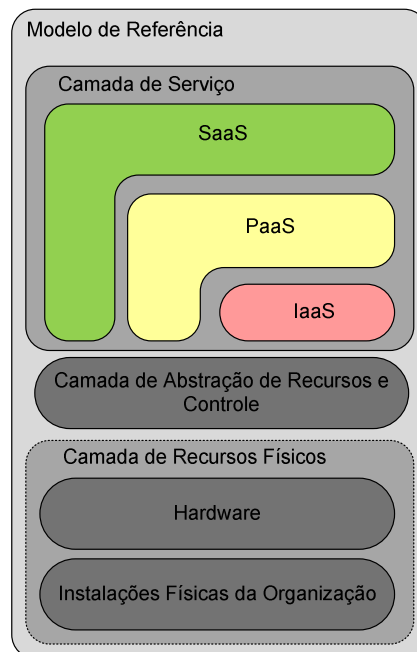 Modelo de Referência
Camada de Serviço
SaaS
PaaS
IaaS
Camada de Abstração de Recursos e
Controle
Camada de Recursos Físicos
Hardware
Instalações Físicas da Organização